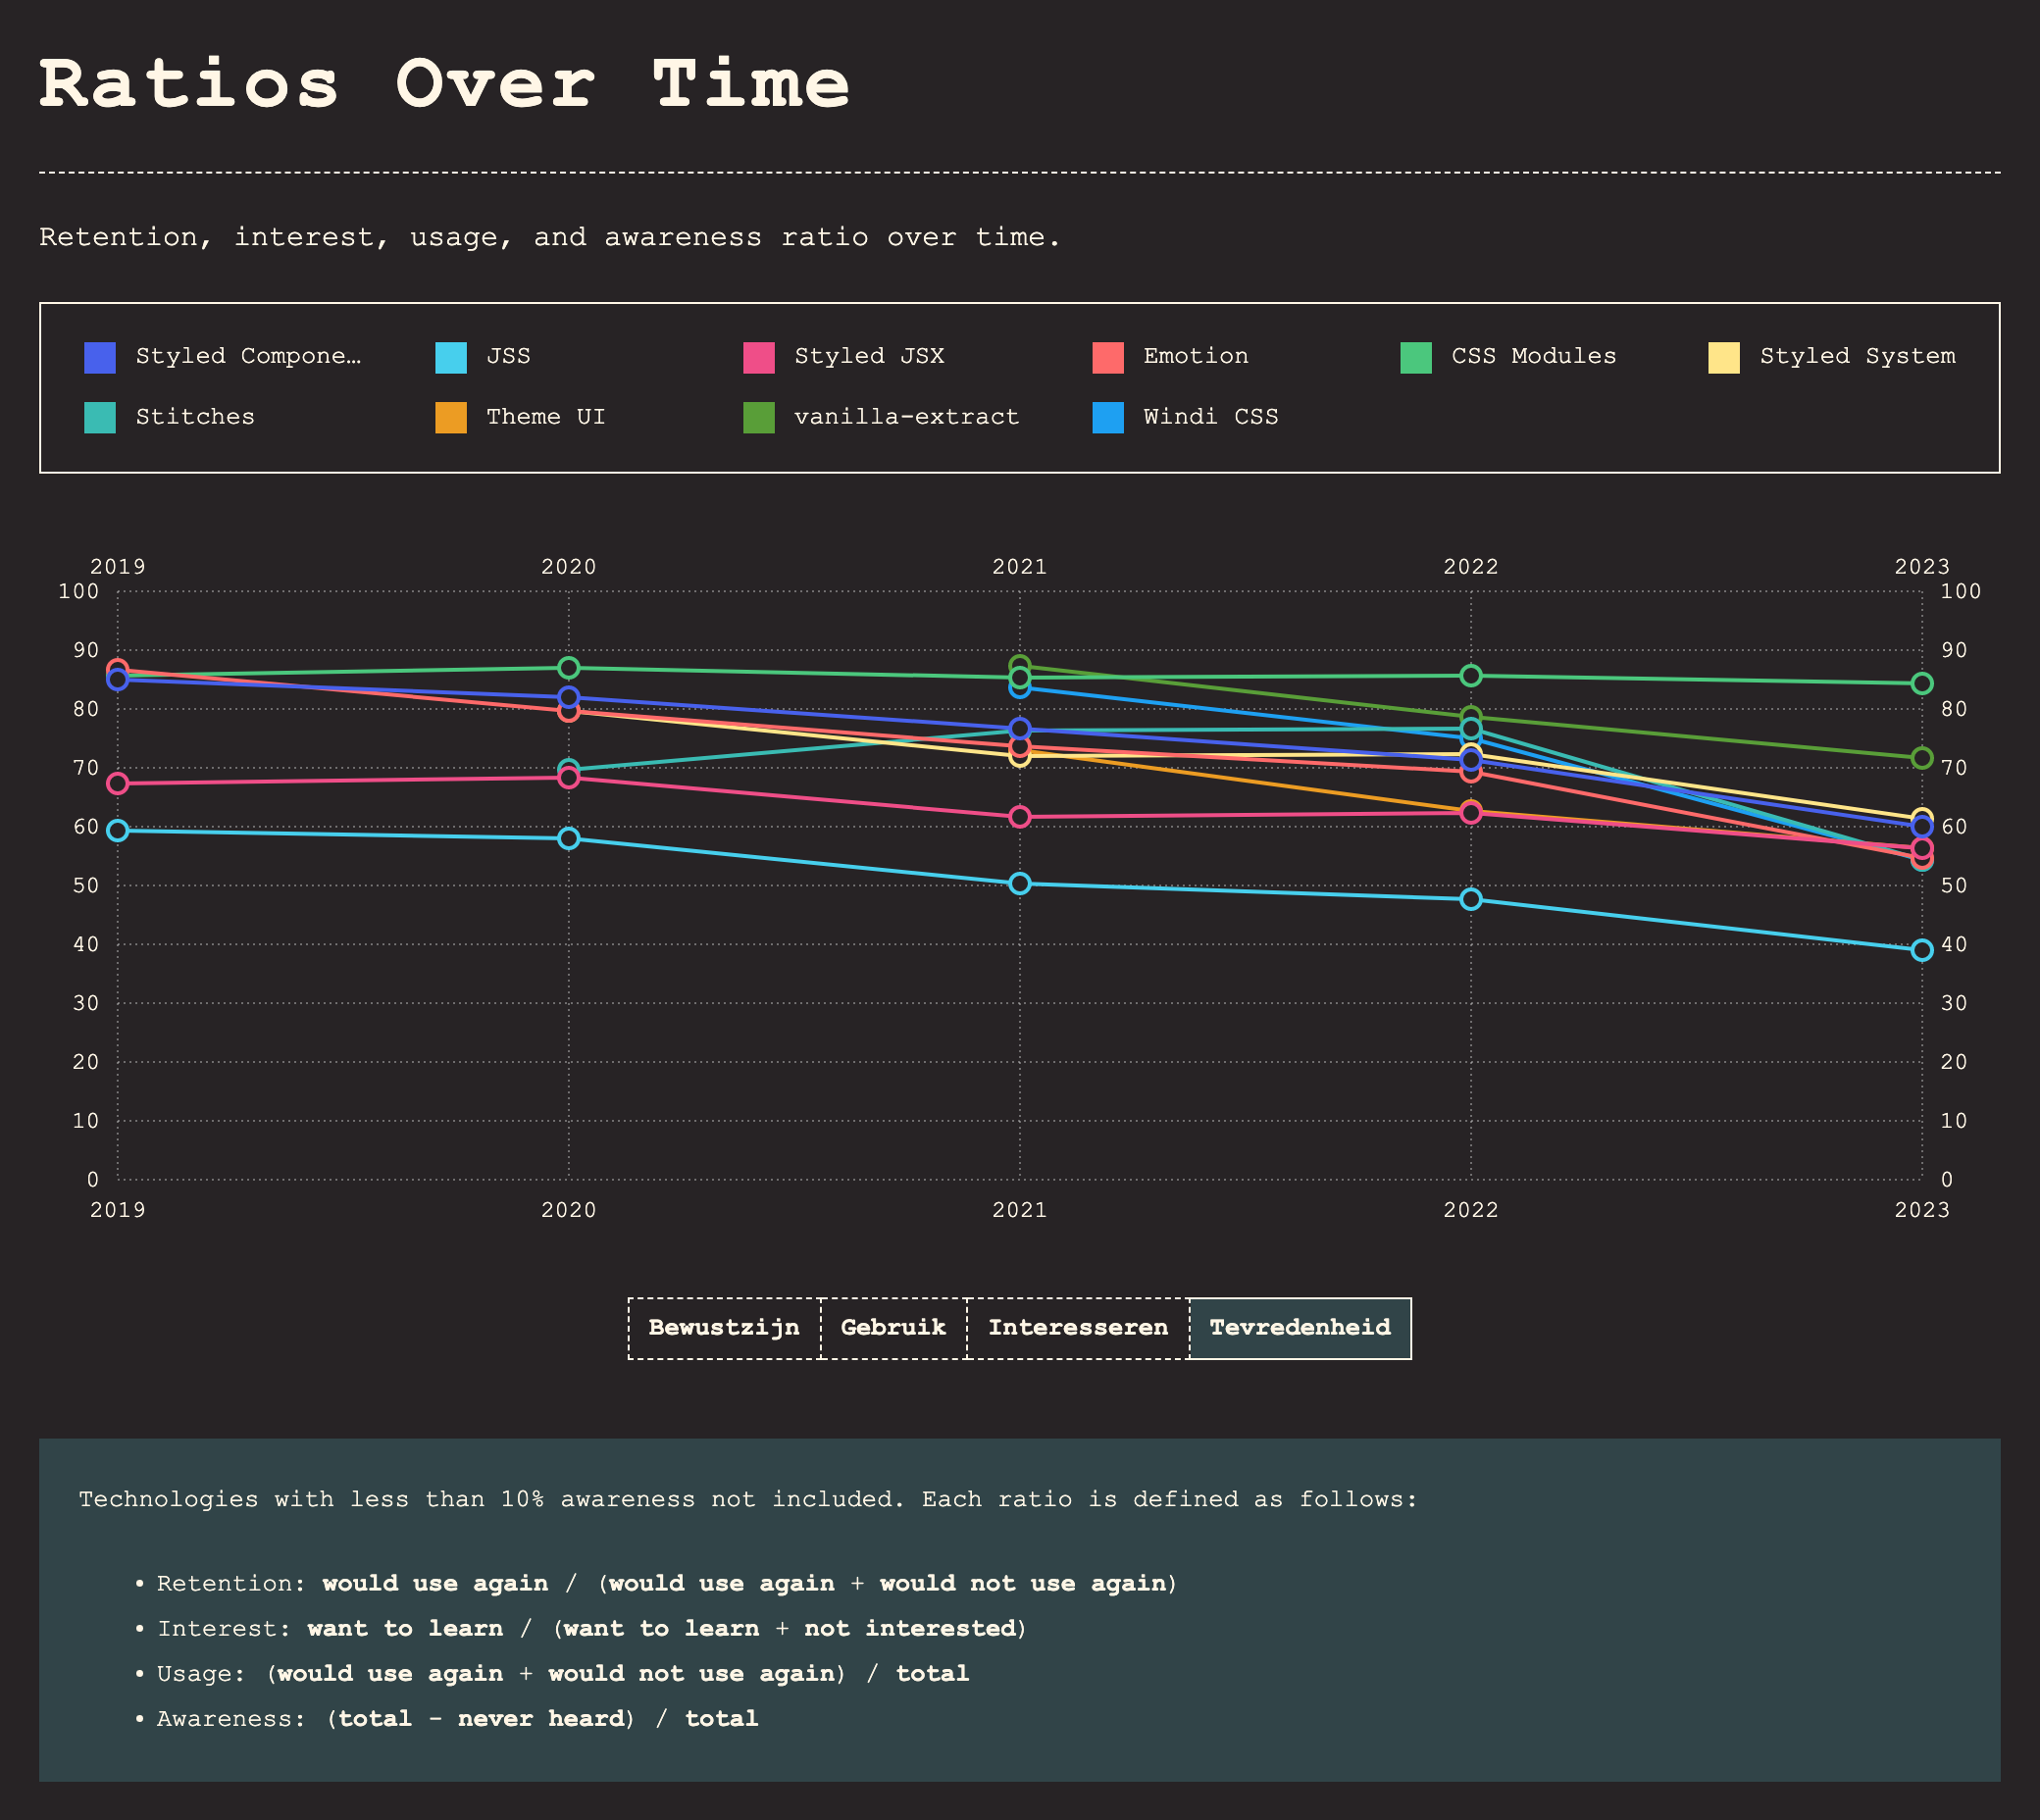 Ratios Over Time
Retention, interest, usage, and awareness ratio over time.
Styled Compone… JSS Styled JSX Emotion CSS Modules Styled System
Stitches Theme UI vanilla-extract Windi CSS
2019 2020 2021 2022 2023
100 100
90 90
80 80
70 70
60 60
50 50
40 40
30 30
20 20
10 10
0 0
2019 2020 2021 2022 2023
Bewustzijn Gebruik Interesseren Tevredenheid
Technologies with less than 10% awareness not included. Each ratio is defined as follows:
• Retention: would use again / (would use again + would not use again)
• Interest: want to learn / (want to learn + not interested)
• Usage: (would use again + would not use again) / total
• Awareness: (total - never heard) / total